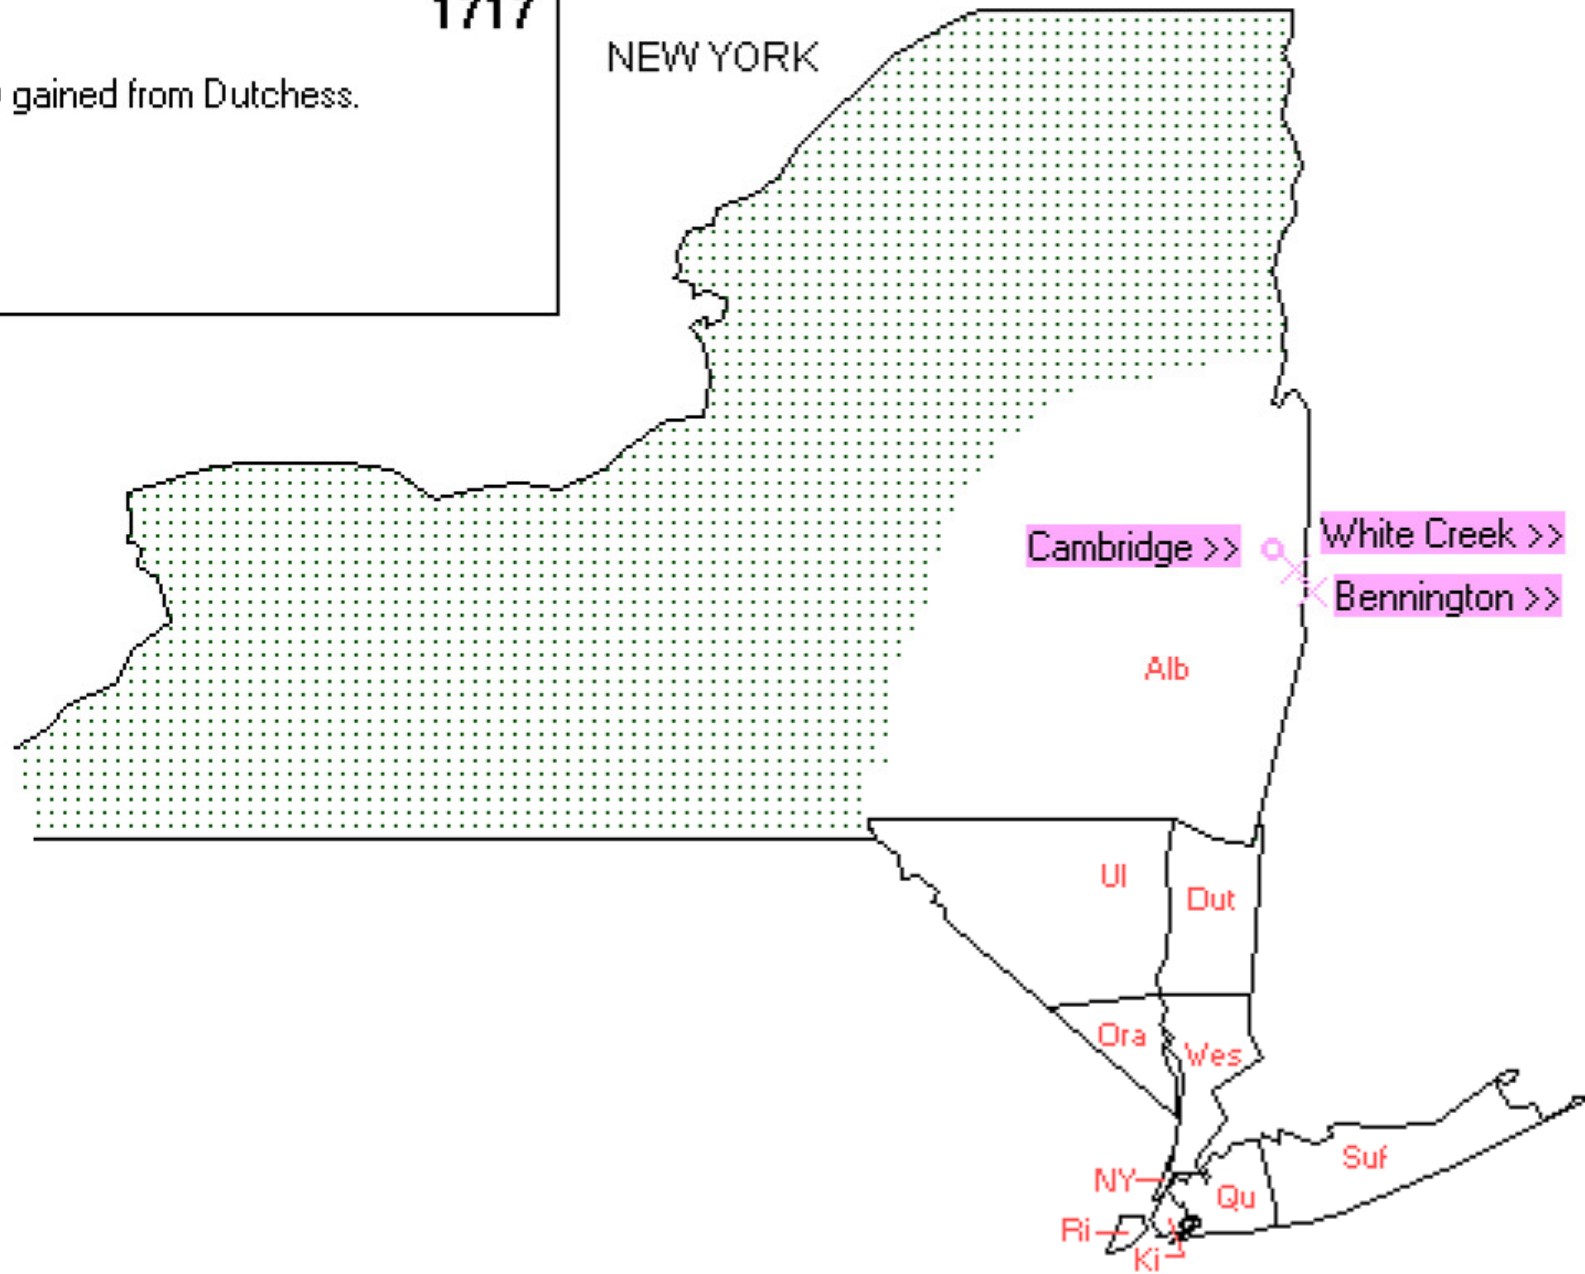 1717
gained from Dutchess.
NEW YORK
Cambridge >>
White Creek >>
Bennington >>
Alb
Ul
Dut
Ora
Wes
NY
Suf
Qu
Ri
Ki